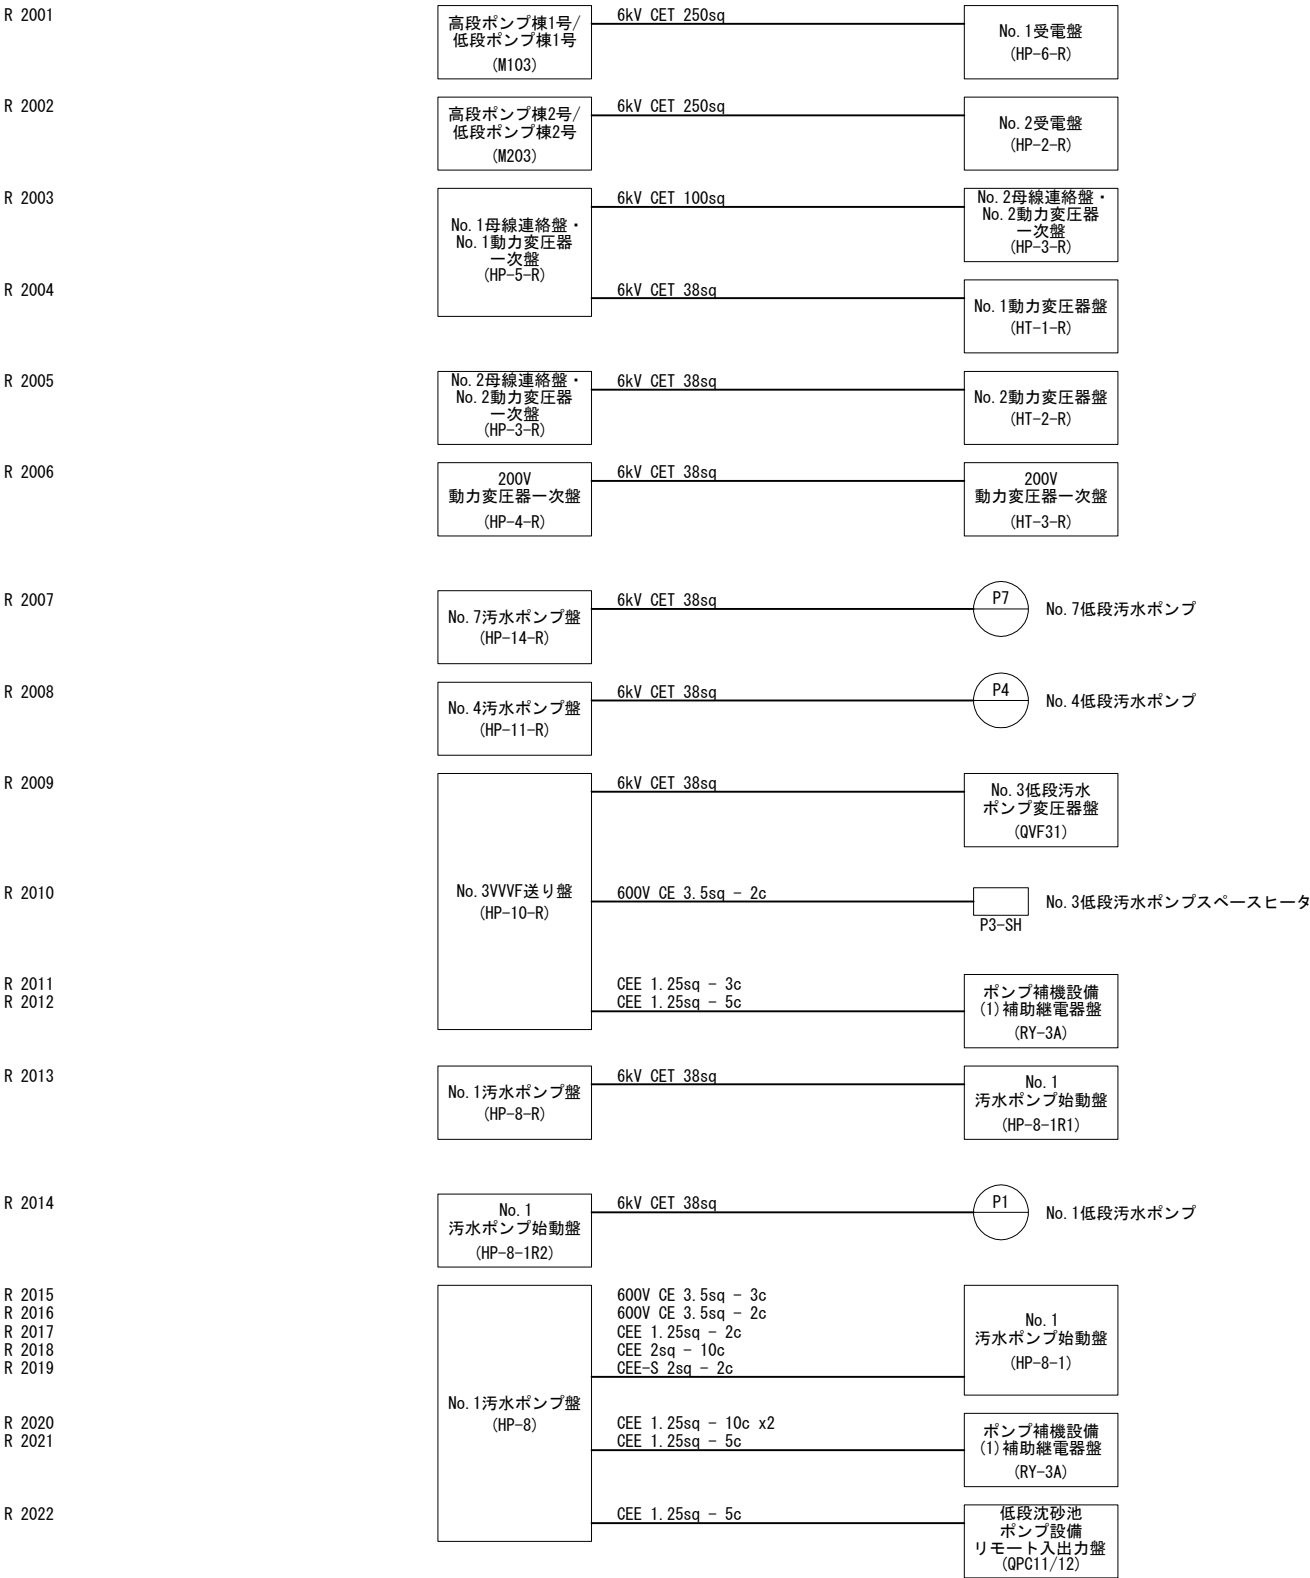 R 2001
高段ポンプ棟1号/
低段ポンプ棟1号
(M103)
6kV CET 250sq
No.1受電盤
(HP-6-R)
R 2002
高段ポンプ棟2号/
低段ポンプ棟2号
(M203)
6kV CET 250sq
No.2受電盤
(HP-2-R)
R 2003
No.1母線連絡盤・
No.1動力変圧器
一次盤
(HP-5-R)
6kV CET 100sq
No.2母線連絡盤・
No.2動力変圧器
一次盤
(HP-3-R)
R 2004
6kV CET 38sq
No.1動力変圧器盤
(HT-1-R)
R 2005
No.2母線連絡盤・
No.2動力変圧器
一次盤
(HP-3-R)
6kV CET 38sq
No.2動力変圧器盤
(HT-2-R)
R 2006
200V
動力変圧器一次盤
(HP-4-R)
6kV CET 38sq
200V
動力変圧器一次盤
(HT-3-R)
R 2007
No.7汚水ポンプ盤
(HP-14-R)
6kV CET 38sq
P7
No.7低段汚水ポンプ
R 2008
No.4汚水ポンプ盤
(HP-11-R)
6kV CET 38sq
P4
No.4低段汚水ポンプ
R 2009
6kV CET 38sq
No.3低段汚水
ポンプ変圧器盤
(QVF31)
R 2010
No.3VVVF送り盤
(HP-10-R)
600V CE 3.5sq - 2c
P3-SH
No.3低段汚水ポンプスペースヒータ
R 2011
R 2012
CEE 1.25sq - 3c
CEE 1.25sq - 5c
ポンプ補機設備
(1)補助継電器盤
(RY-3A)
R 2013
No.1汚水ポンプ盤
(HP-8-R)
6kV CET 38sq
No.1
汚水ポンプ始動盤
(HP-8-1R1)
R 2014
No.1
汚水ポンプ始動盤
(HP-8-1R2)
6kV CET 38sq
P1
No.1低段汚水ポンプ
R 2015
R 2016
R 2017
R 2018
R 2019
600V CE 3.5sq - 3c
600V CE 3.5sq - 2c
CEE 1.25sq - 2c
CEE 2sq - 10c
CEE-S 2sq - 2c
No.1
汚水ポンプ始動盤
(HP-8-1)
No.1汚水ポンプ盤
(HP-8)
R 2020
R 2021
CEE 1.25sq - 10c x2
CEE 1.25sq - 5c
ポンプ補機設備
(1)補助継電器盤
(RY-3A)
R 2022
CEE 1.25sq - 5c
低段沈砂池
ポンプ設備
リモート入出力盤
(QPC11/12)